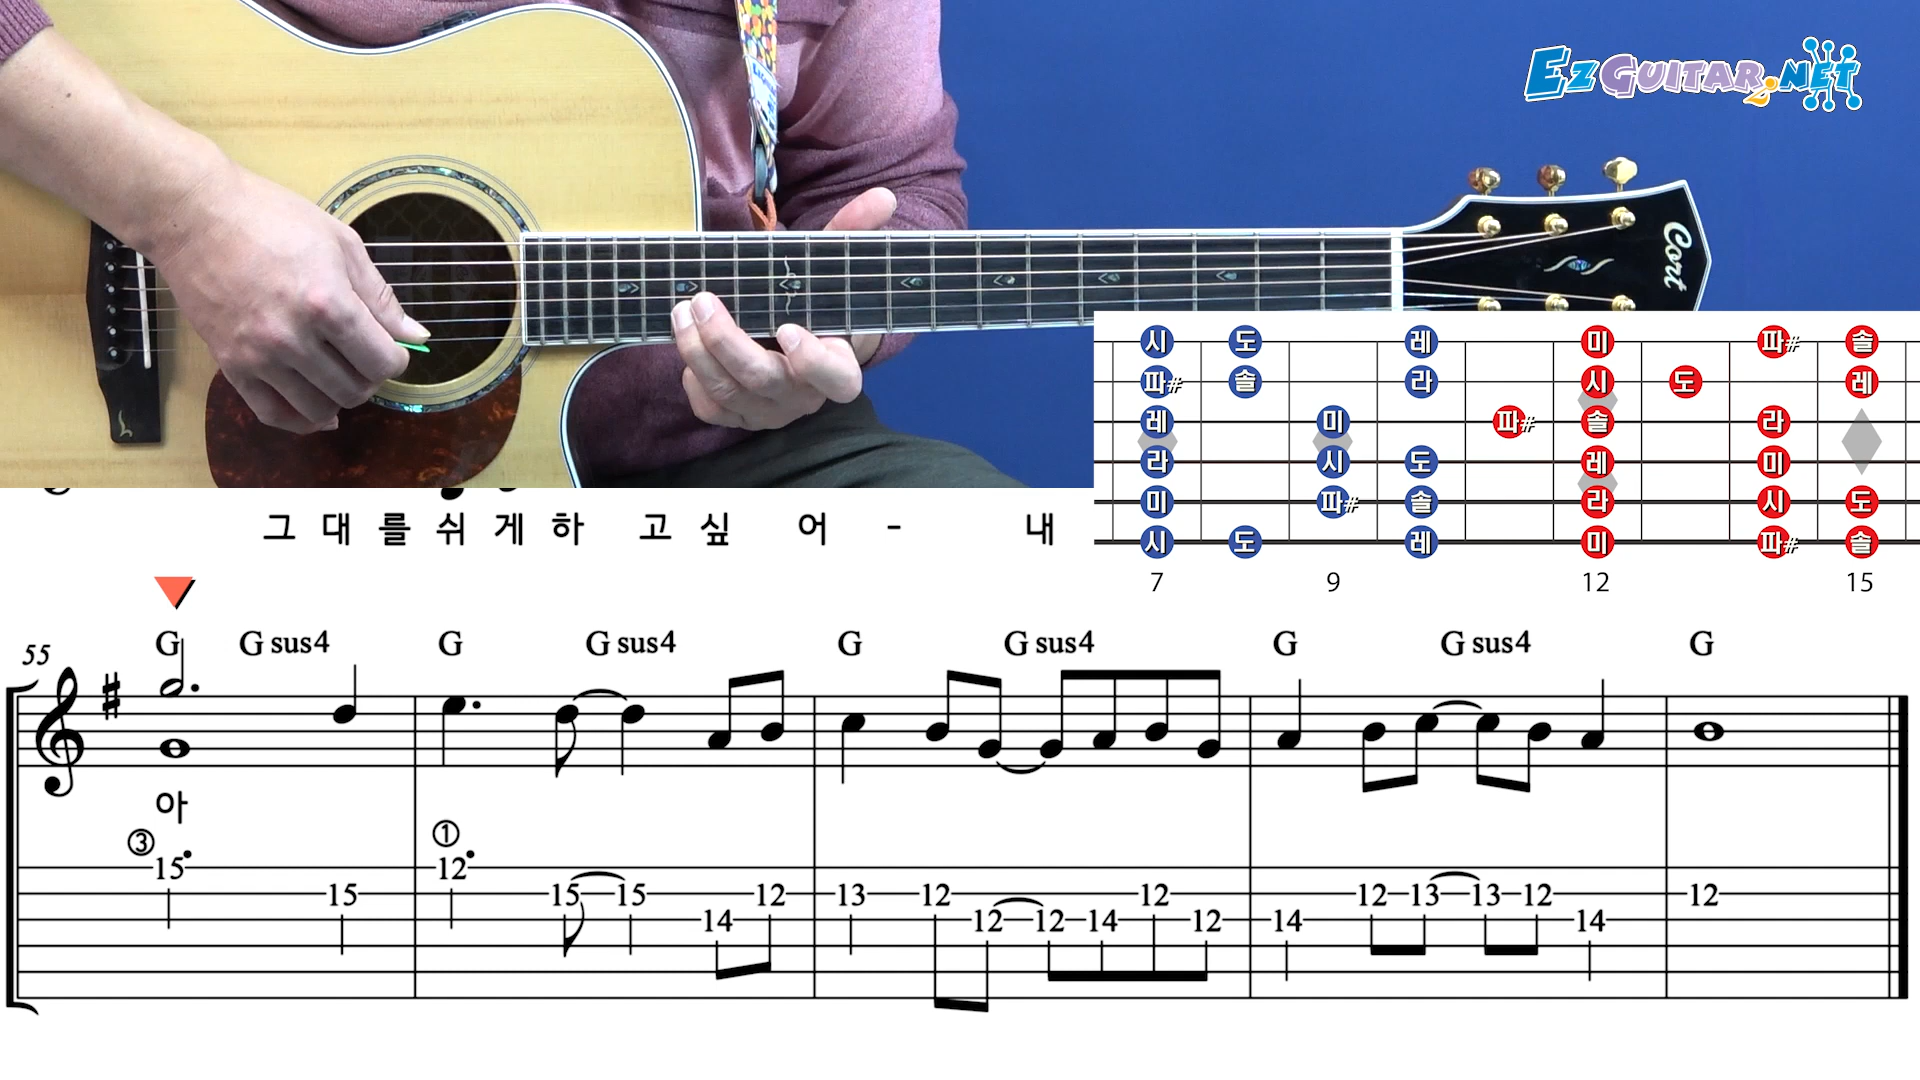 EzGuitar2.NET
Cort
시 도 레 미 파# 솔
파# 솔 라 시 도 레
레 미 파# 솔 라
라 시 도 레 미
미 파# 솔 라 시 도
시 도 레 미 파# 솔
7 9 12 15
그 대 를 쉬 게 하 고 싶 어 - 내
G G sus4 G G sus4 G G sus4 G G sus4 G
55
아
③ ①
15 12
15 15 15 12 13 12 12 12 13 13 12 12
14 12 12 14 12 14 14